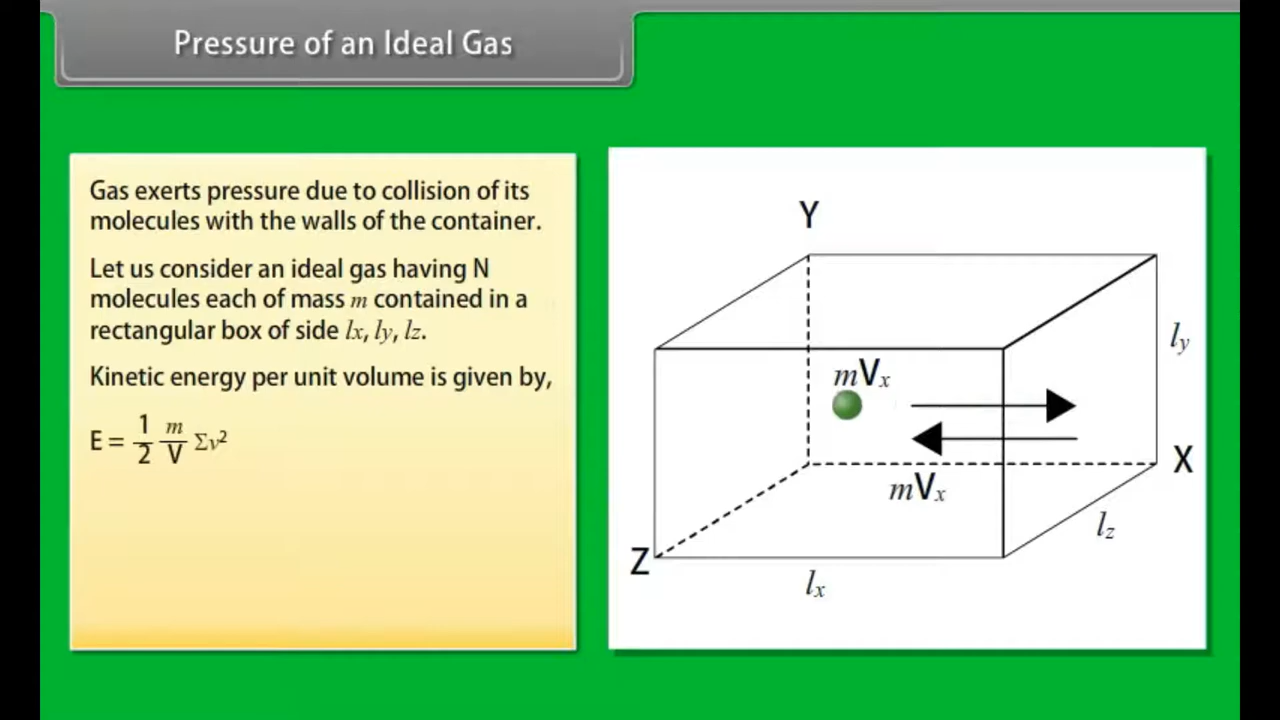 Pressure of an Ideal Gas
Gas exerts pressure due to collision of its
molecules with the walls of the container.
Let us consider an ideal gas having N
molecules each of mass m contained in a
rectangular box of side lx, ly, lz.
Kinetic energy per unit volume is given by,
E = 1/2 m/V Σv²
Y
ly
mVx
X
mVx
lz
Z
lx